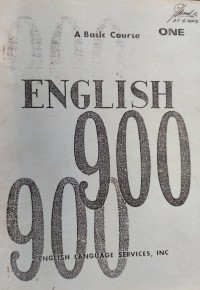 A Basic Course ONE
ENGLISH
900
900
ENGLISH LANGUAGE SERVICES, INC